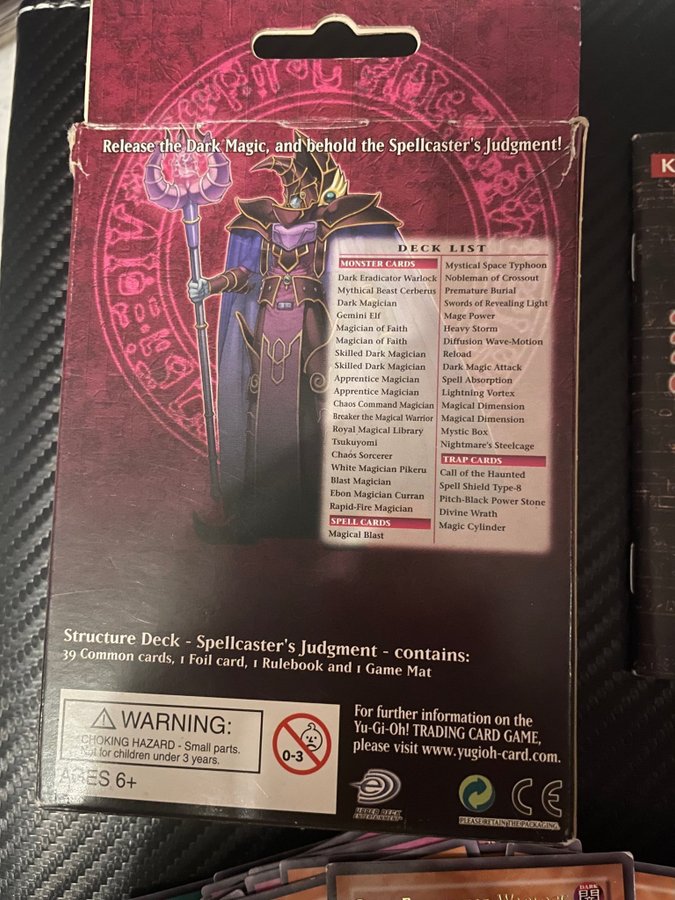 Release the Dark Magic, and behold the Spellcaster's Judgment!
DECK LIST
MONSTER CARDS
Dark Eradicator Warlock
Mythical Beast Cerberus
Dark Magician
Gemini Elf
Magician of Faith
Magician of Faith
Skilled Dark Magician
Skilled Dark Magician
Apprentice Magician
Apprentice Magician
Chaos Command Magician
Breaker the Magical Warrior
Royal Magical Library
Tsukuyomi
Chaos Sorcerer
White Magician Pikeru
Blast Magician
Ebon Magician Curran
Rapid-Fire Magician
SPELL CARDS
Magical Blast
Mystical Space Typhoon
Nobleman of Crossout
Premature Burial
Swords of Revealing Light
Mage Power
Heavy Storm
Diffusion Wave-Motion
Reload
Dark Magic Attack
Spell Absorption
Lightning Vortex
Magical Dimension
Magical Dimension
Mystic Box
Nightmare's Steelcage
TRAP CARDS
Call of the Haunted
Spell Shield Type-8
Pitch-Black Power Stone
Divine Wrath
Magic Cylinder
Structure Deck - Spellcaster's Judgment - contains:
39 Common cards, 1 Foil card, 1 Rulebook and 1 Game Mat
WARNING:
CHOKING HAZARD - Small parts.
Not for children under 3 years.
AGES 6+
0-3
For further information on the
Yu-Gi-Oh! TRADING CARD GAME,
please visit www.yugioh-card.com.
UPPER DECK
ENTERTAINMENT
CE
PLEASE RETAIN THE PACKAGING
K
DARK
闇